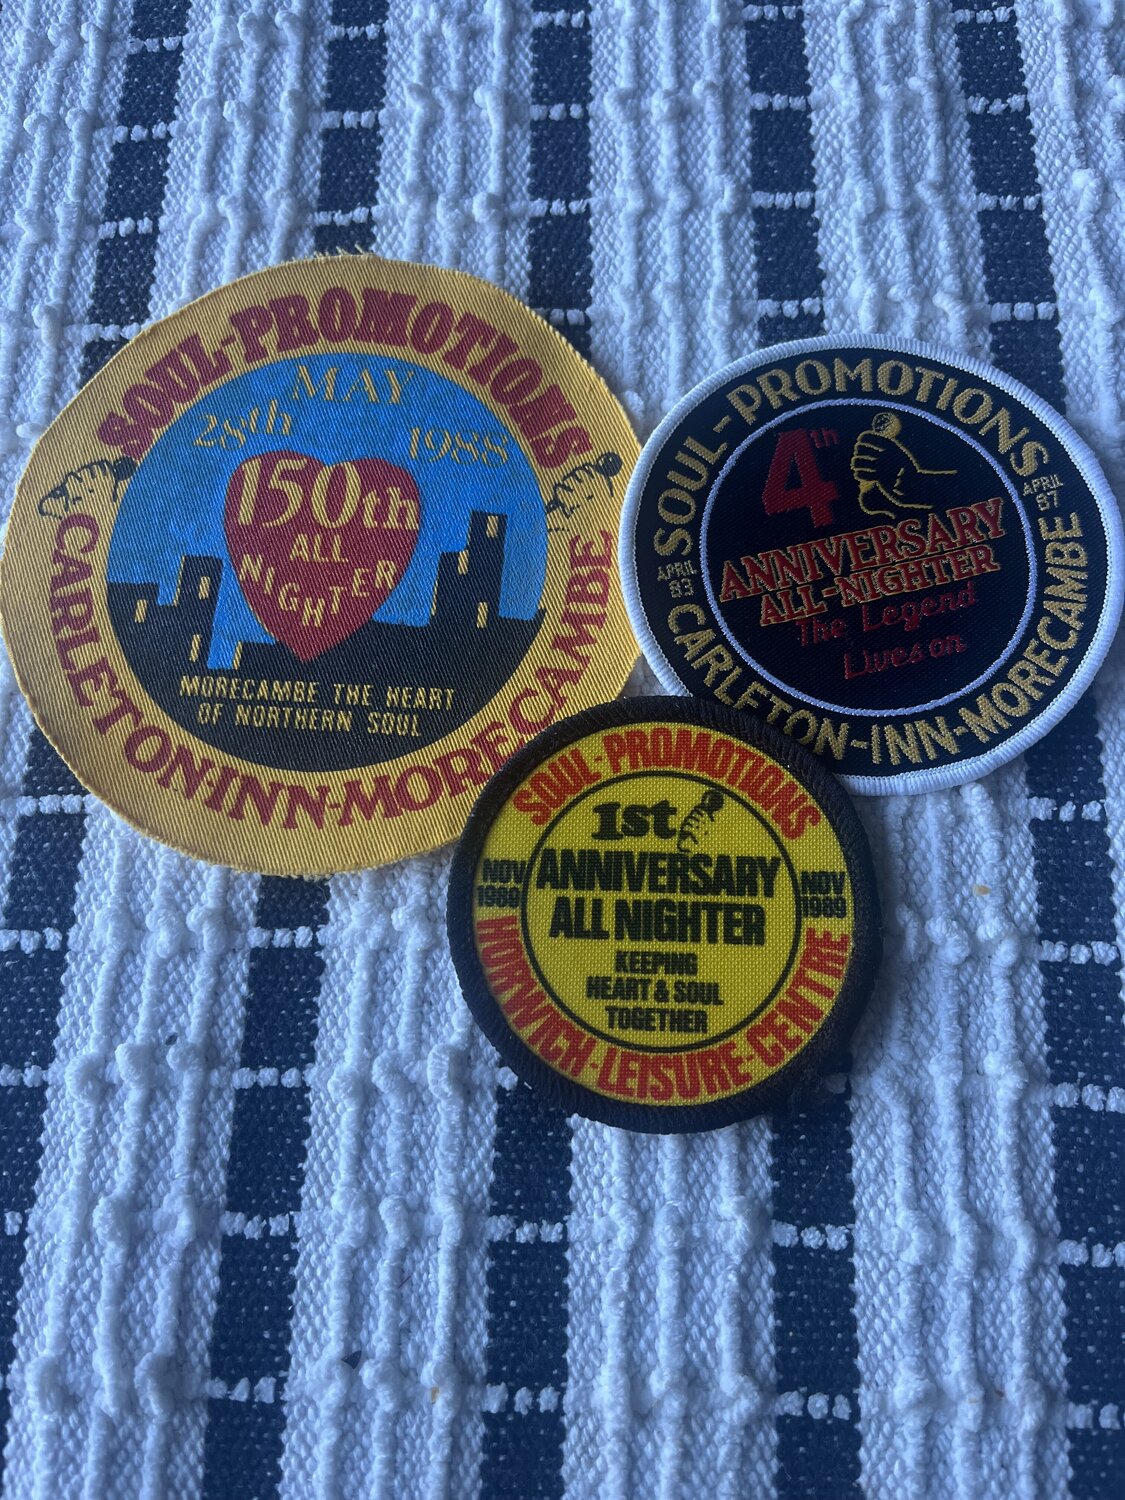 SOUL-PROMOTIONS
28th MAY 1988
150th
ALL
NIGHTER
MORECAMBE THE HEART
OF NORTHERN SOUL
CARLETON-INN-MORECAMBE
SOUL-PROMOTIONS
4th
ANNIVERSARY
ALL-NIGHTER
The Legend
Lives on
APRIL
83
APRIL
87
CARLETON-INN-MORECAMBE
SOUL-PROMOTIONS
1st
ANNIVERSARY
ALL NIGHTER
KEEPING
HEART & SOUL
TOGETHER
NOV
1989
NOV
1989
HORWICH-LEISURE-CENTRE